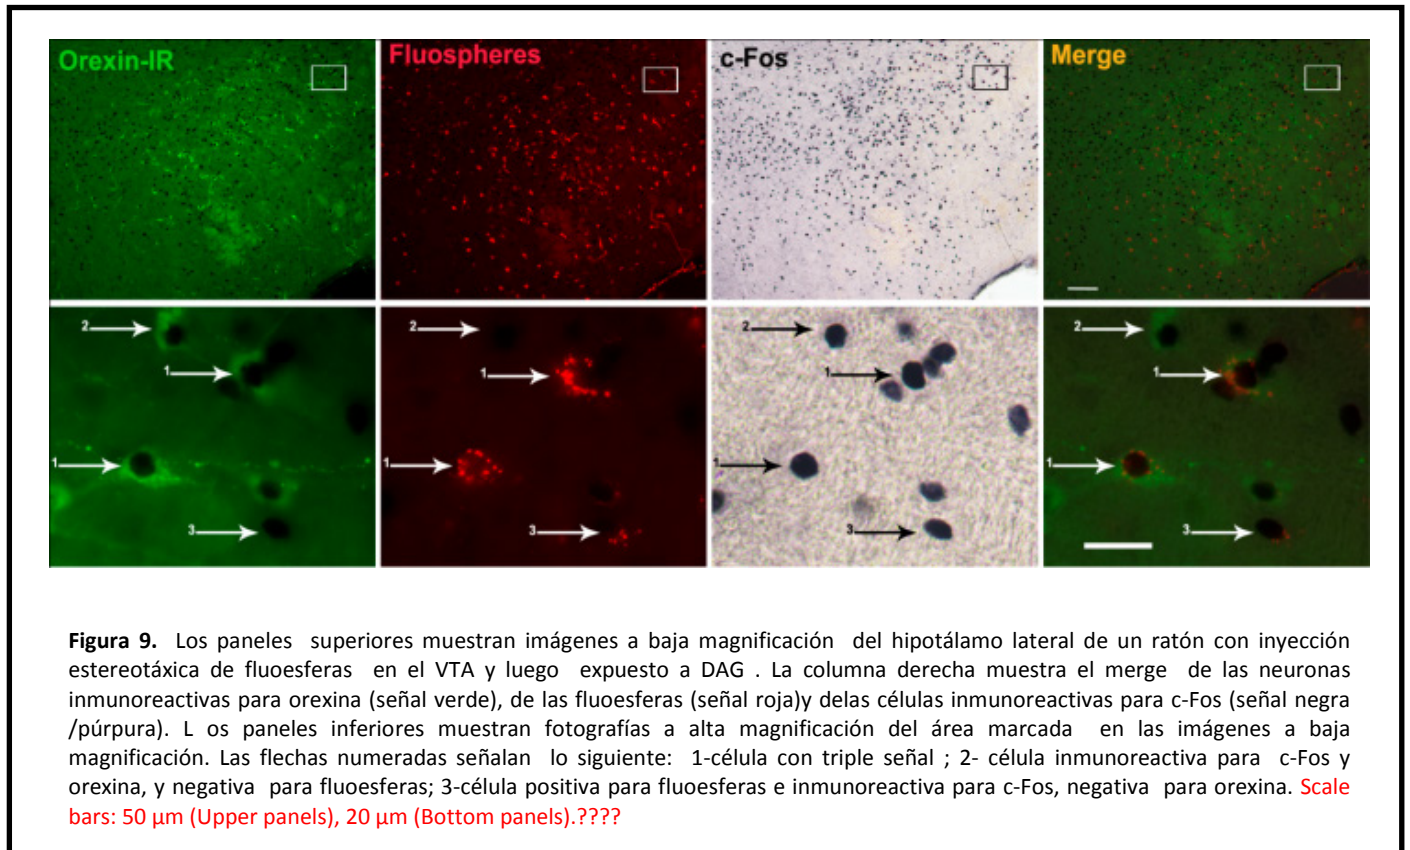 Orexin-IR
Fluospheres
c-Fos
Merge
2
1
1
3
2
1
1
3
2
1
1
3
2
1
1
3
Figura 9. Los paneles superiores muestran imágenes a baja magnificación del hipotálamo lateral de un ratón con inyección
estereotáxica de fluoesferas en el VTA y luego expuesto a DAG . La columna derecha muestra el merge de las neuronas
inmunoreactivas para orexina (señal verde), de las fluoesferas (señal roja)y delas células inmunoreactivas para c-Fos (señal negra
/púrpura). L os paneles inferiores muestran fotografías a alta magnificación del área marcada en las imágenes a baja
magnificación. Las flechas numeradas señalan lo siguiente: 1-célula con triple señal ; 2- célula inmunoreactiva para c-Fos y
orexina, y negativa para fluoesferas; 3-célula positiva para fluoesferas e inmunoreactiva para c-Fos, negativa para orexina. Scale
bars: 50 µm (Upper panels), 20 µm (Bottom panels).????